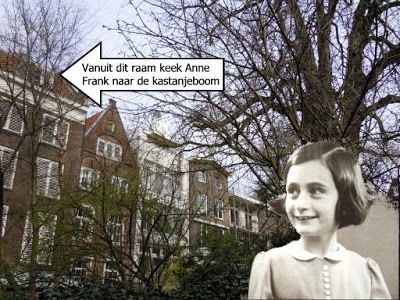 Vanuit dit raam keek Anne
Frank naar de kastanjeboom